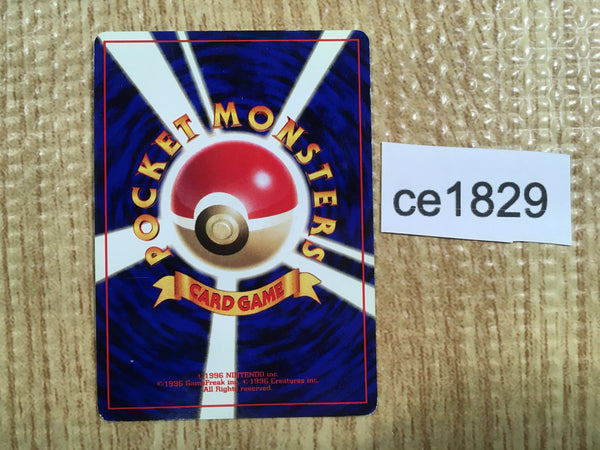 POCKET MONSTERS
CARD GAME
©1996 NINTENDO inc.
©1996 GameFreak inc. ©1996 Creatures inc.
All Rights reserved.
ce1829